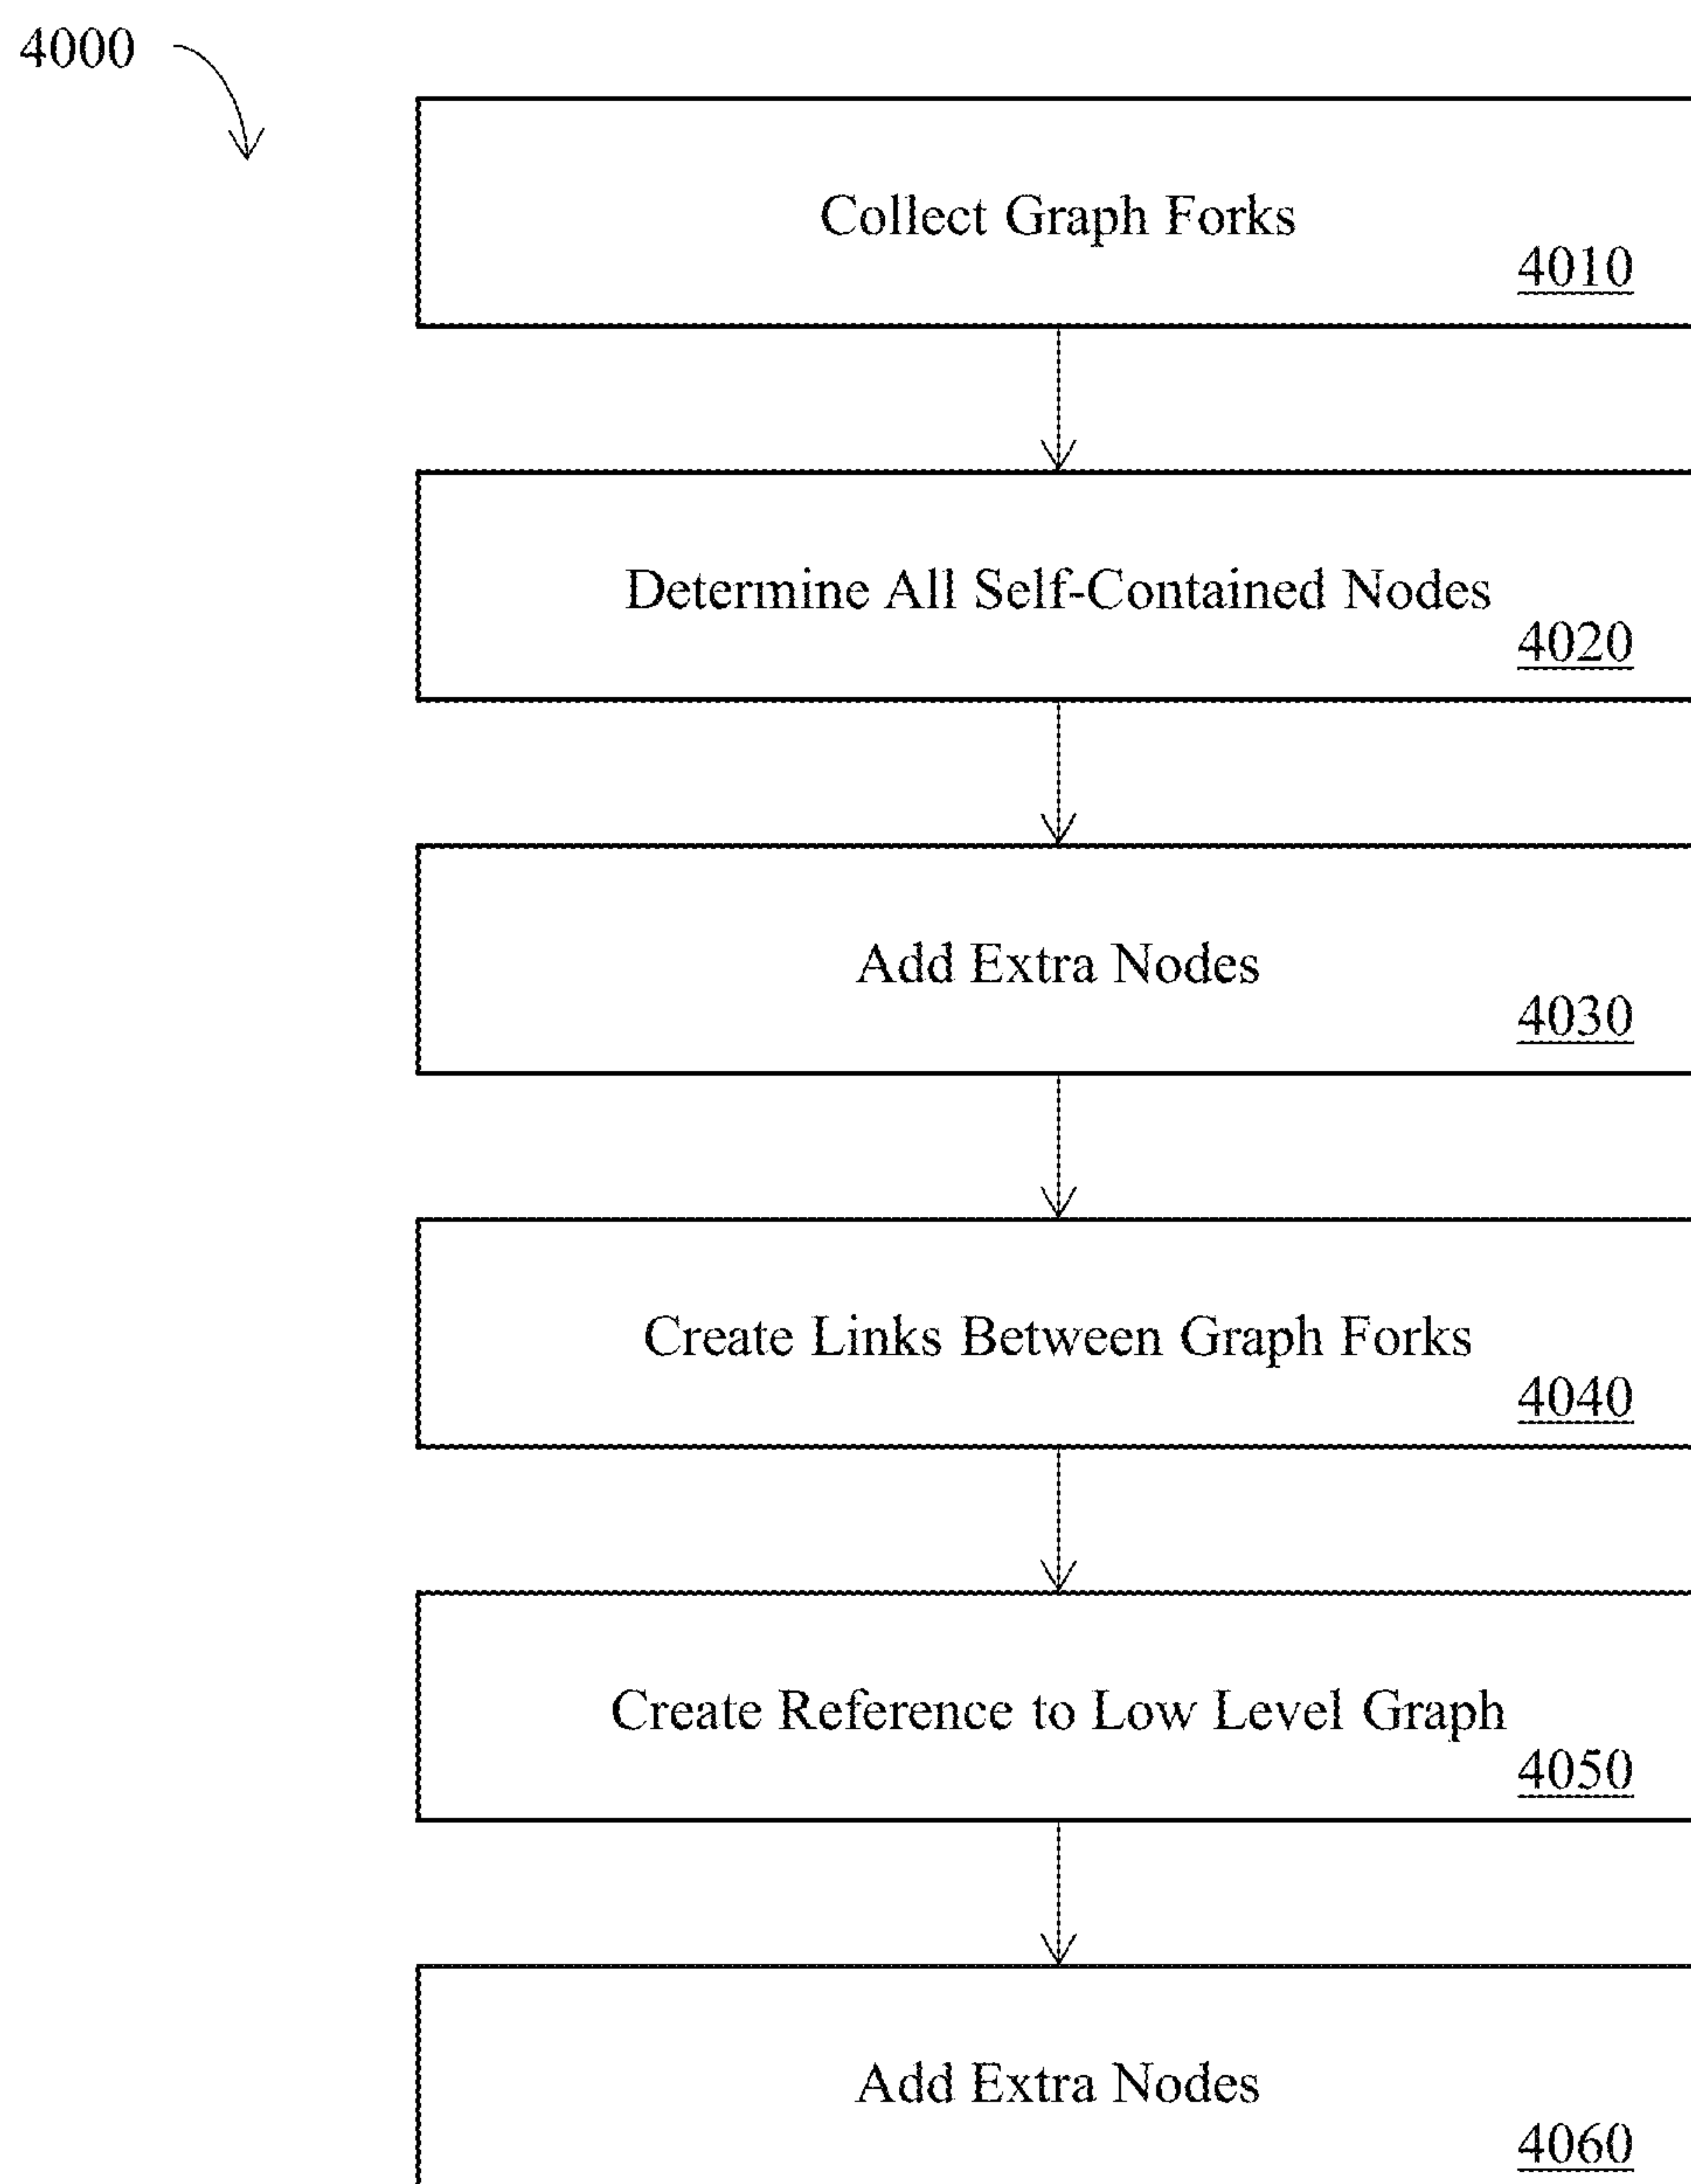 4000
Collect Graph Forks
4010
Determine All Self-Contained Nodes
4020
Add Extra Nodes
4030
Create Links Between Graph Forks
4040
Create Reference to Low Level Graph
4050
Add Extra Nodes
4060